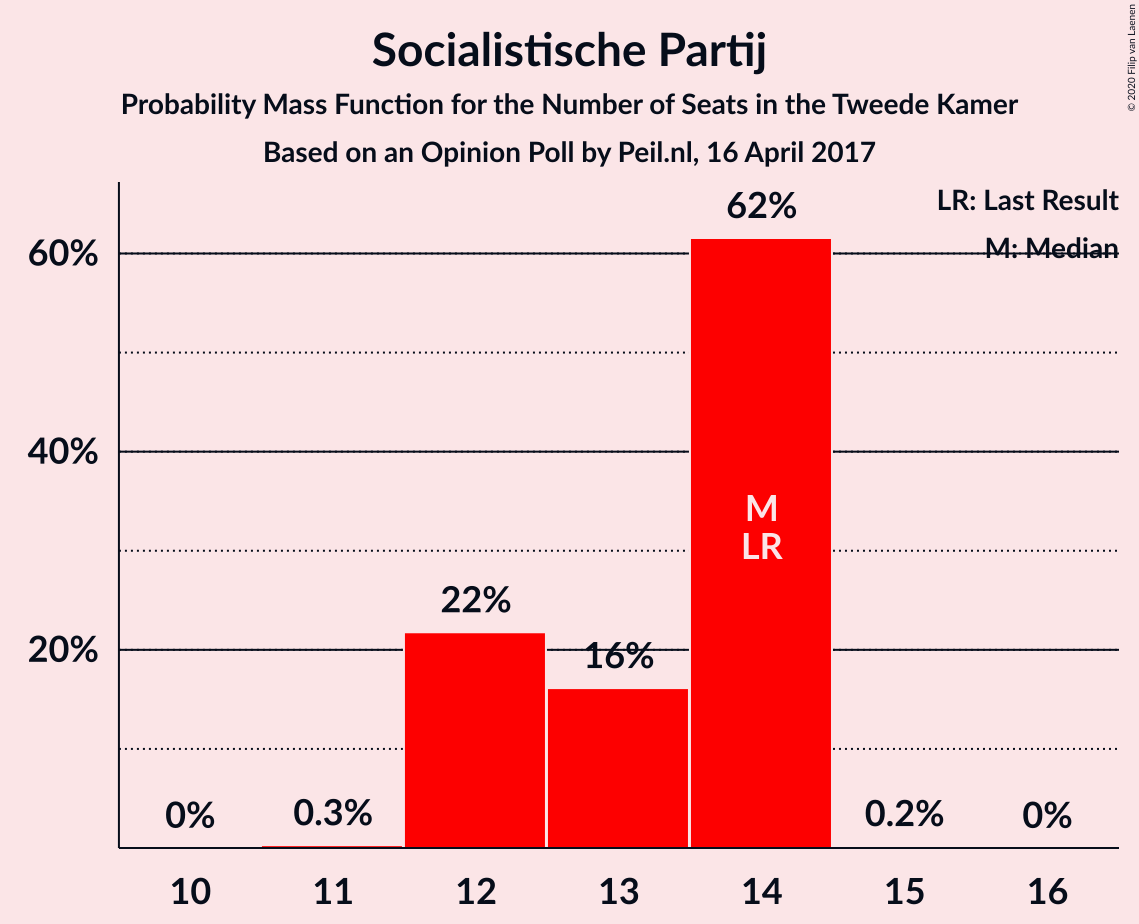 Socialistische Partij
Probability Mass Function for the Number of Seats in the Tweede Kamer
Based on an Opinion Poll by Peil.nl, 16 April 2017
© 2020 Filip van Laenen
LR: Last Result
M: Median
60%
40%
20%
0%
0.3%
22%
16%
62%
M
LR
0.2%
0%
10
11
12
13
14
15
16